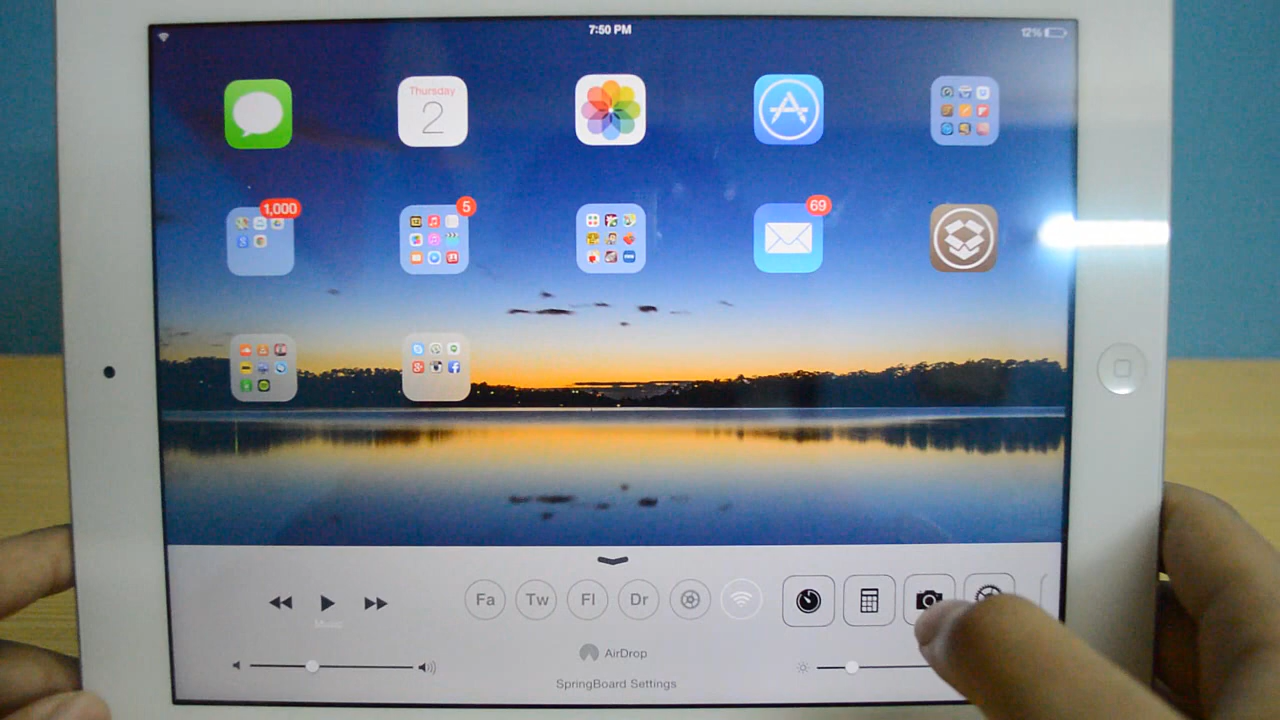 7:50 PM
12%
Thursday
2
1,000
5
69
Fa
Tw
Fl
Dr
Music
AirDrop
SpringBoard Settings